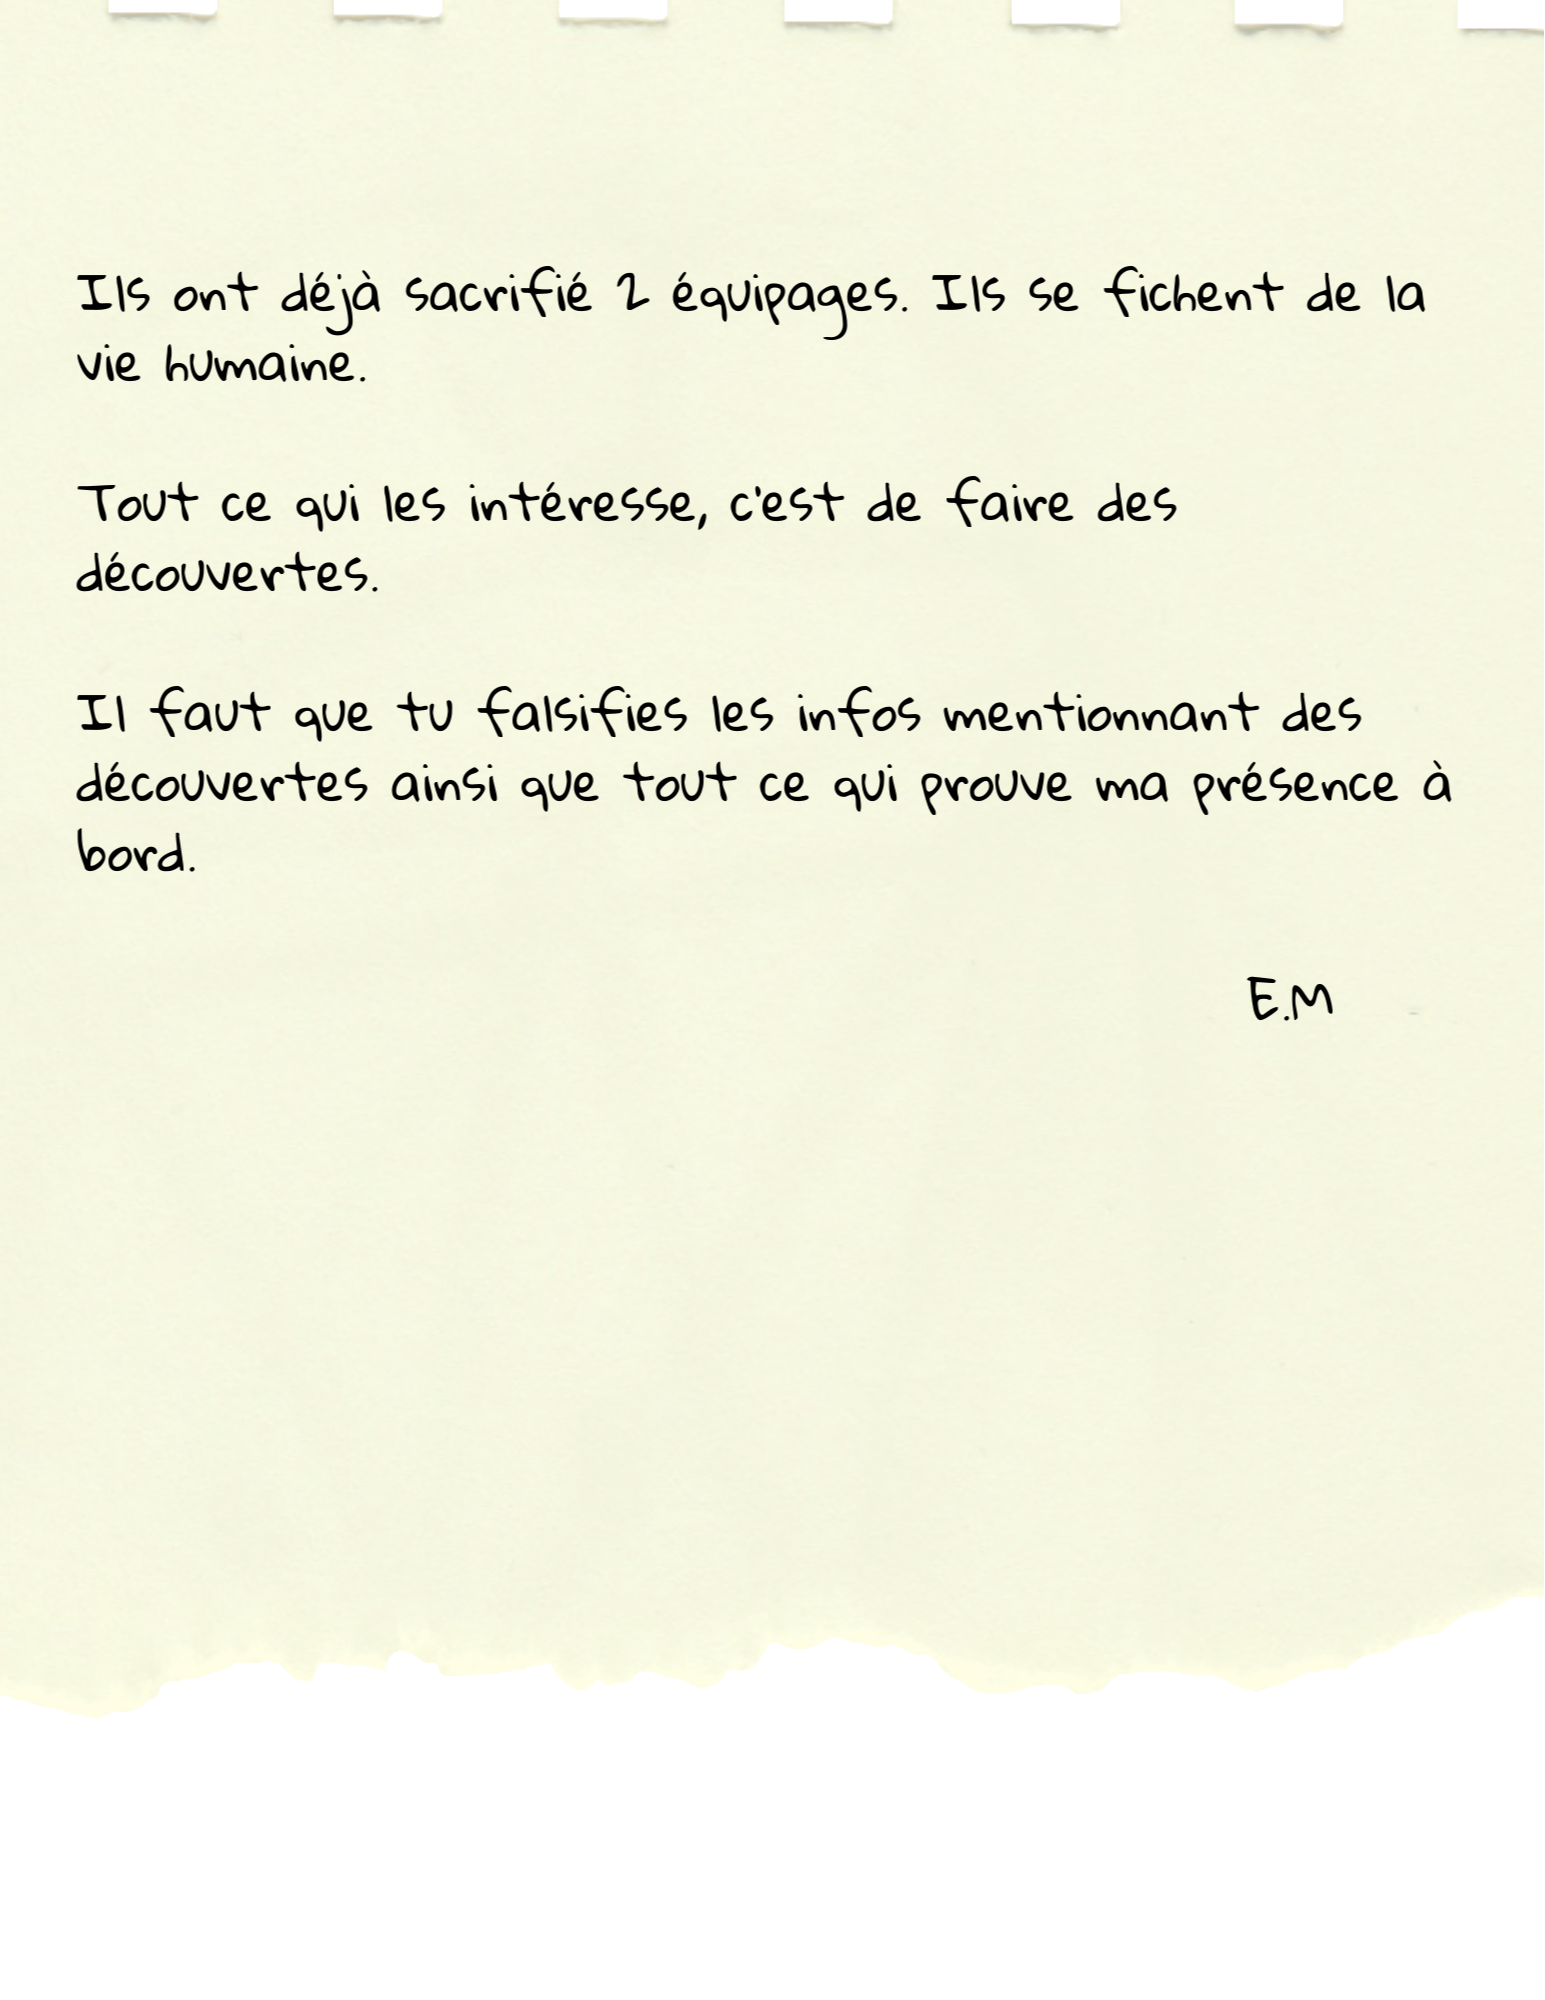 Ils ont déjà sacrifié 2 équipages. Ils se fichent de la
vie humaine.
Tout ce qui les intéresse, c'est de faire des
découvertes.
Il faut que tu falsifies les infos mentionnant des
découvertes ainsi que tout ce qui prouve ma présence à
bord.
E.M